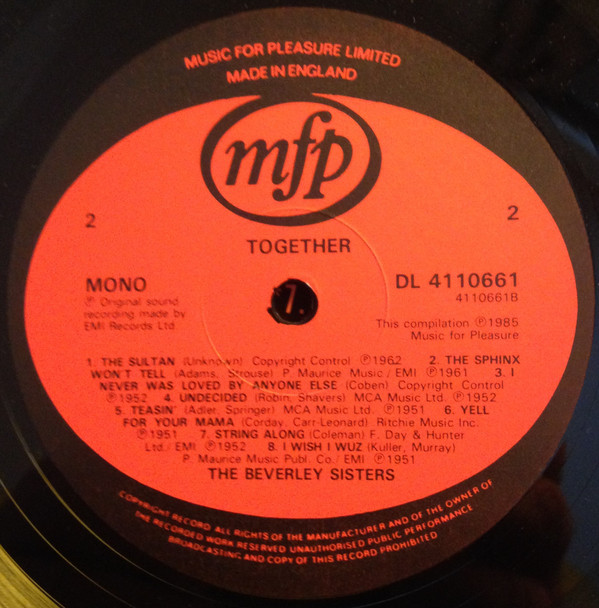 MUSIC FOR PLEASURE LIMITED
MADE IN ENGLAND
mfp
2
2
TOGETHER
MONO
DL 4110661
4110661B
℗ Original sound
recording made by
EMI Records Ltd.
This compilation ℗1985
Music for Pleasure
7.
1. THE SULTAN (Unknown) Copyright Control ℗1962 2. THE SPHINX
WON'T TELL (Adams, Strouse) P. Maurice Music/EMI ℗1961 3. I
NEVER WAS LOVED BY ANYONE ELSE (Coben) Copyright Control
℗1952 4. UNDECIDED (Robin, Shavers) MCA Music Ltd. ℗1952
5. TEASIN' (Adler, Springer) MCA Music Ltd. ℗1951 6. YELL
FOR YOUR MAMA (Corday, Carr-Leonard) Ritchie Music Inc.
℗1951 7. STRING ALONG (Coleman) F. Day & Hunter
Ltd./EMI ℗1952 8. I WISH I WUZ (Kuller, Murray)
P. Maurice Music Publ. Co./EMI ℗1951
THE BEVERLEY SISTERS
COPYRIGHT RECORD ALL RIGHTS OF THE MANUFACTURER AND OF THE OWNER OF
THE RECORDED WORK RESERVED UNAUTHORISED PUBLIC PERFORMANCE
BROADCASTING AND COPY OF THIS RECORD PROHIBITED